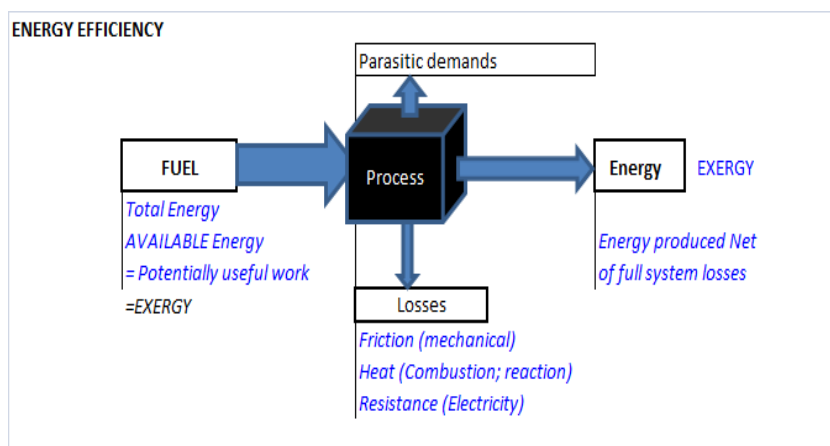 ENERGY EFFICIENCY
Parasitic demands
FUEL
Process
Energy
EXERGY
Total Energy
AVAILABLE Energy
= Potentially useful work
=EXERGY
Energy produced Net
of full system losses
Losses
Friction (mechanical)
Heat (Combustion; reaction)
Resistance (Electricity)